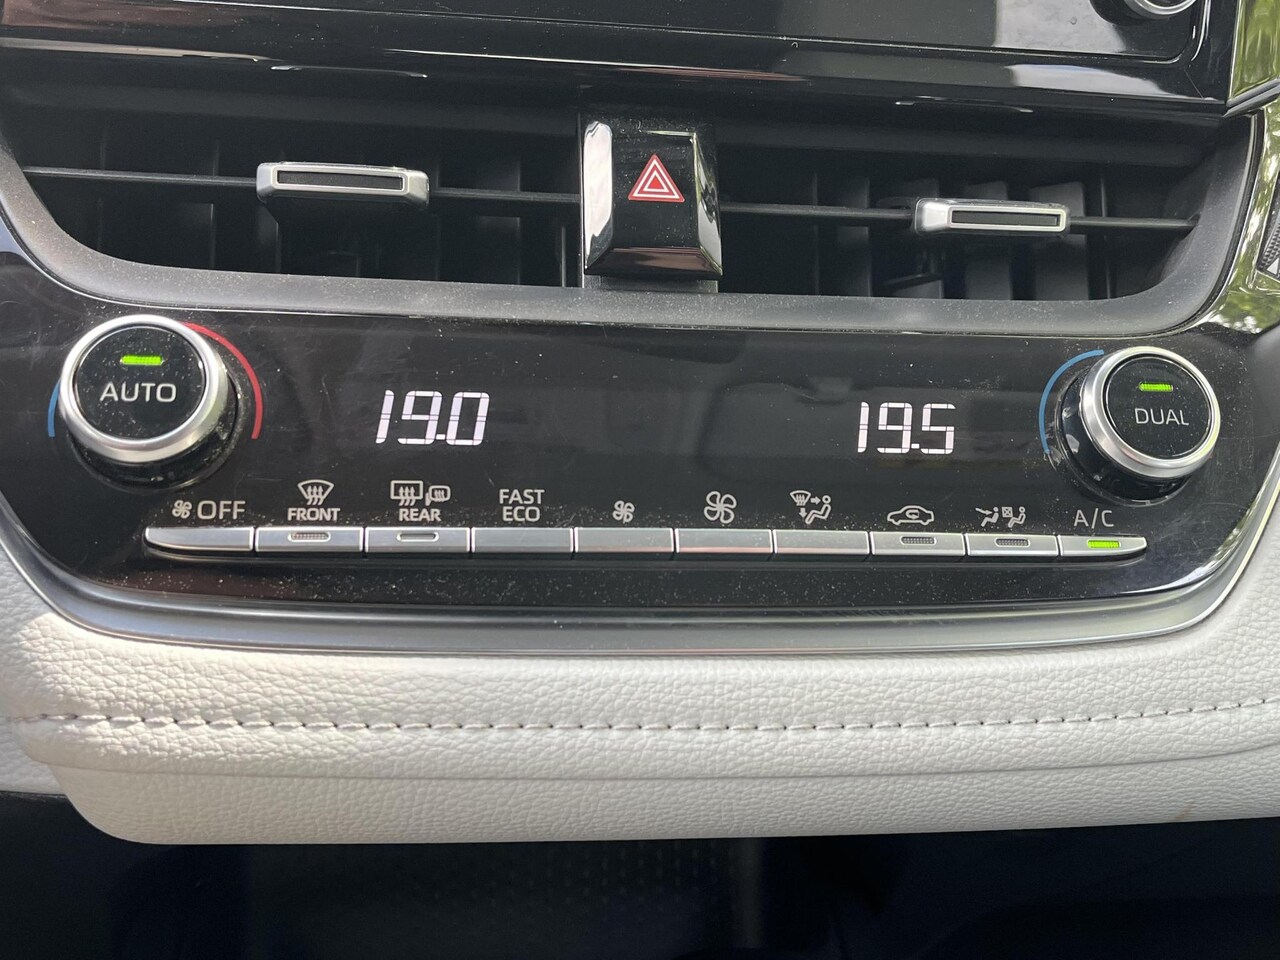 AUTO
19.0
19.5
DUAL
OFF
FRONT
REAR
FAST
ECO
A/C